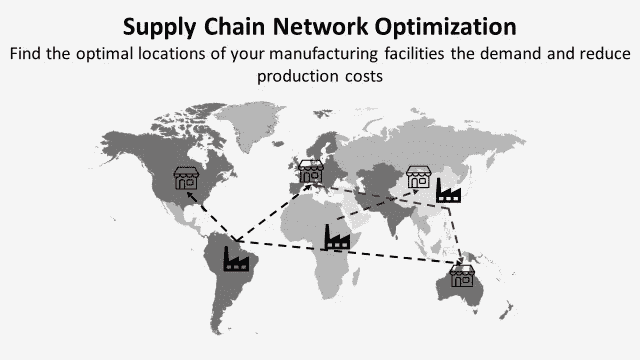 Supply Chain Network Optimization
Find the optimal locations of your manufacturing facilities the demand and reduce
production costs